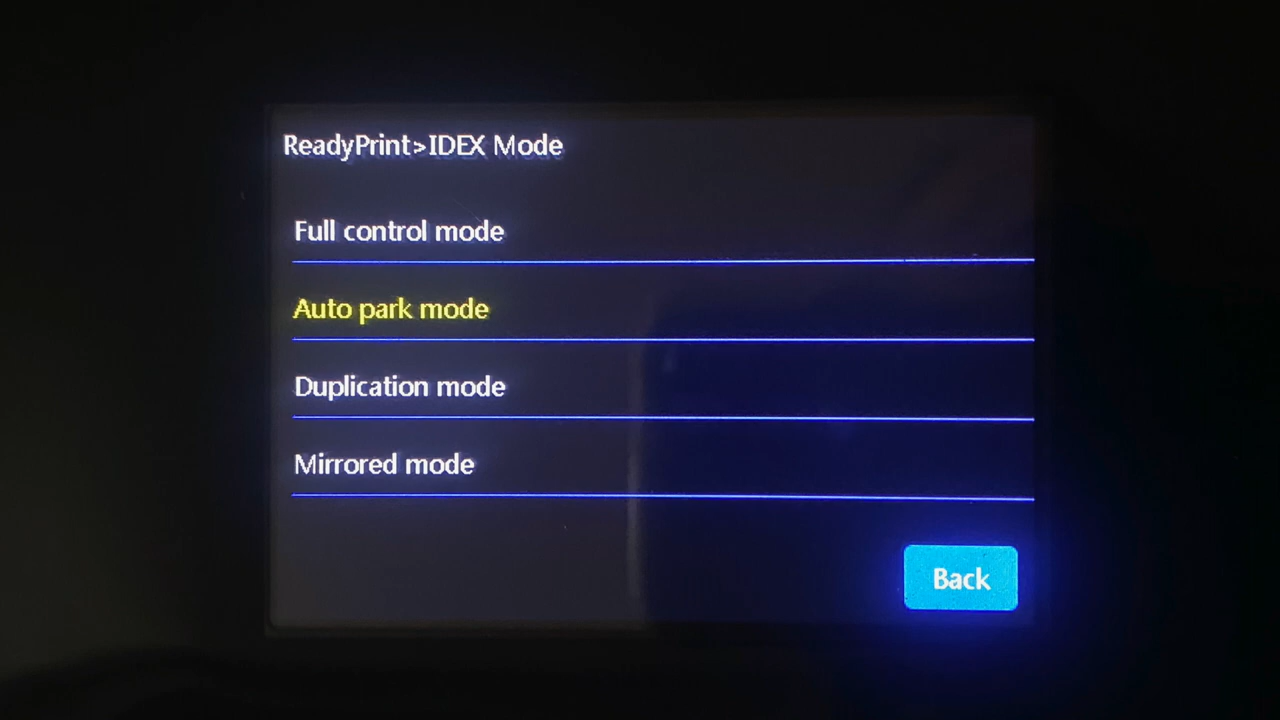 ReadyPrint>IDEX Mode
Full control mode
Auto park mode
Duplication mode
Mirrored mode
Back